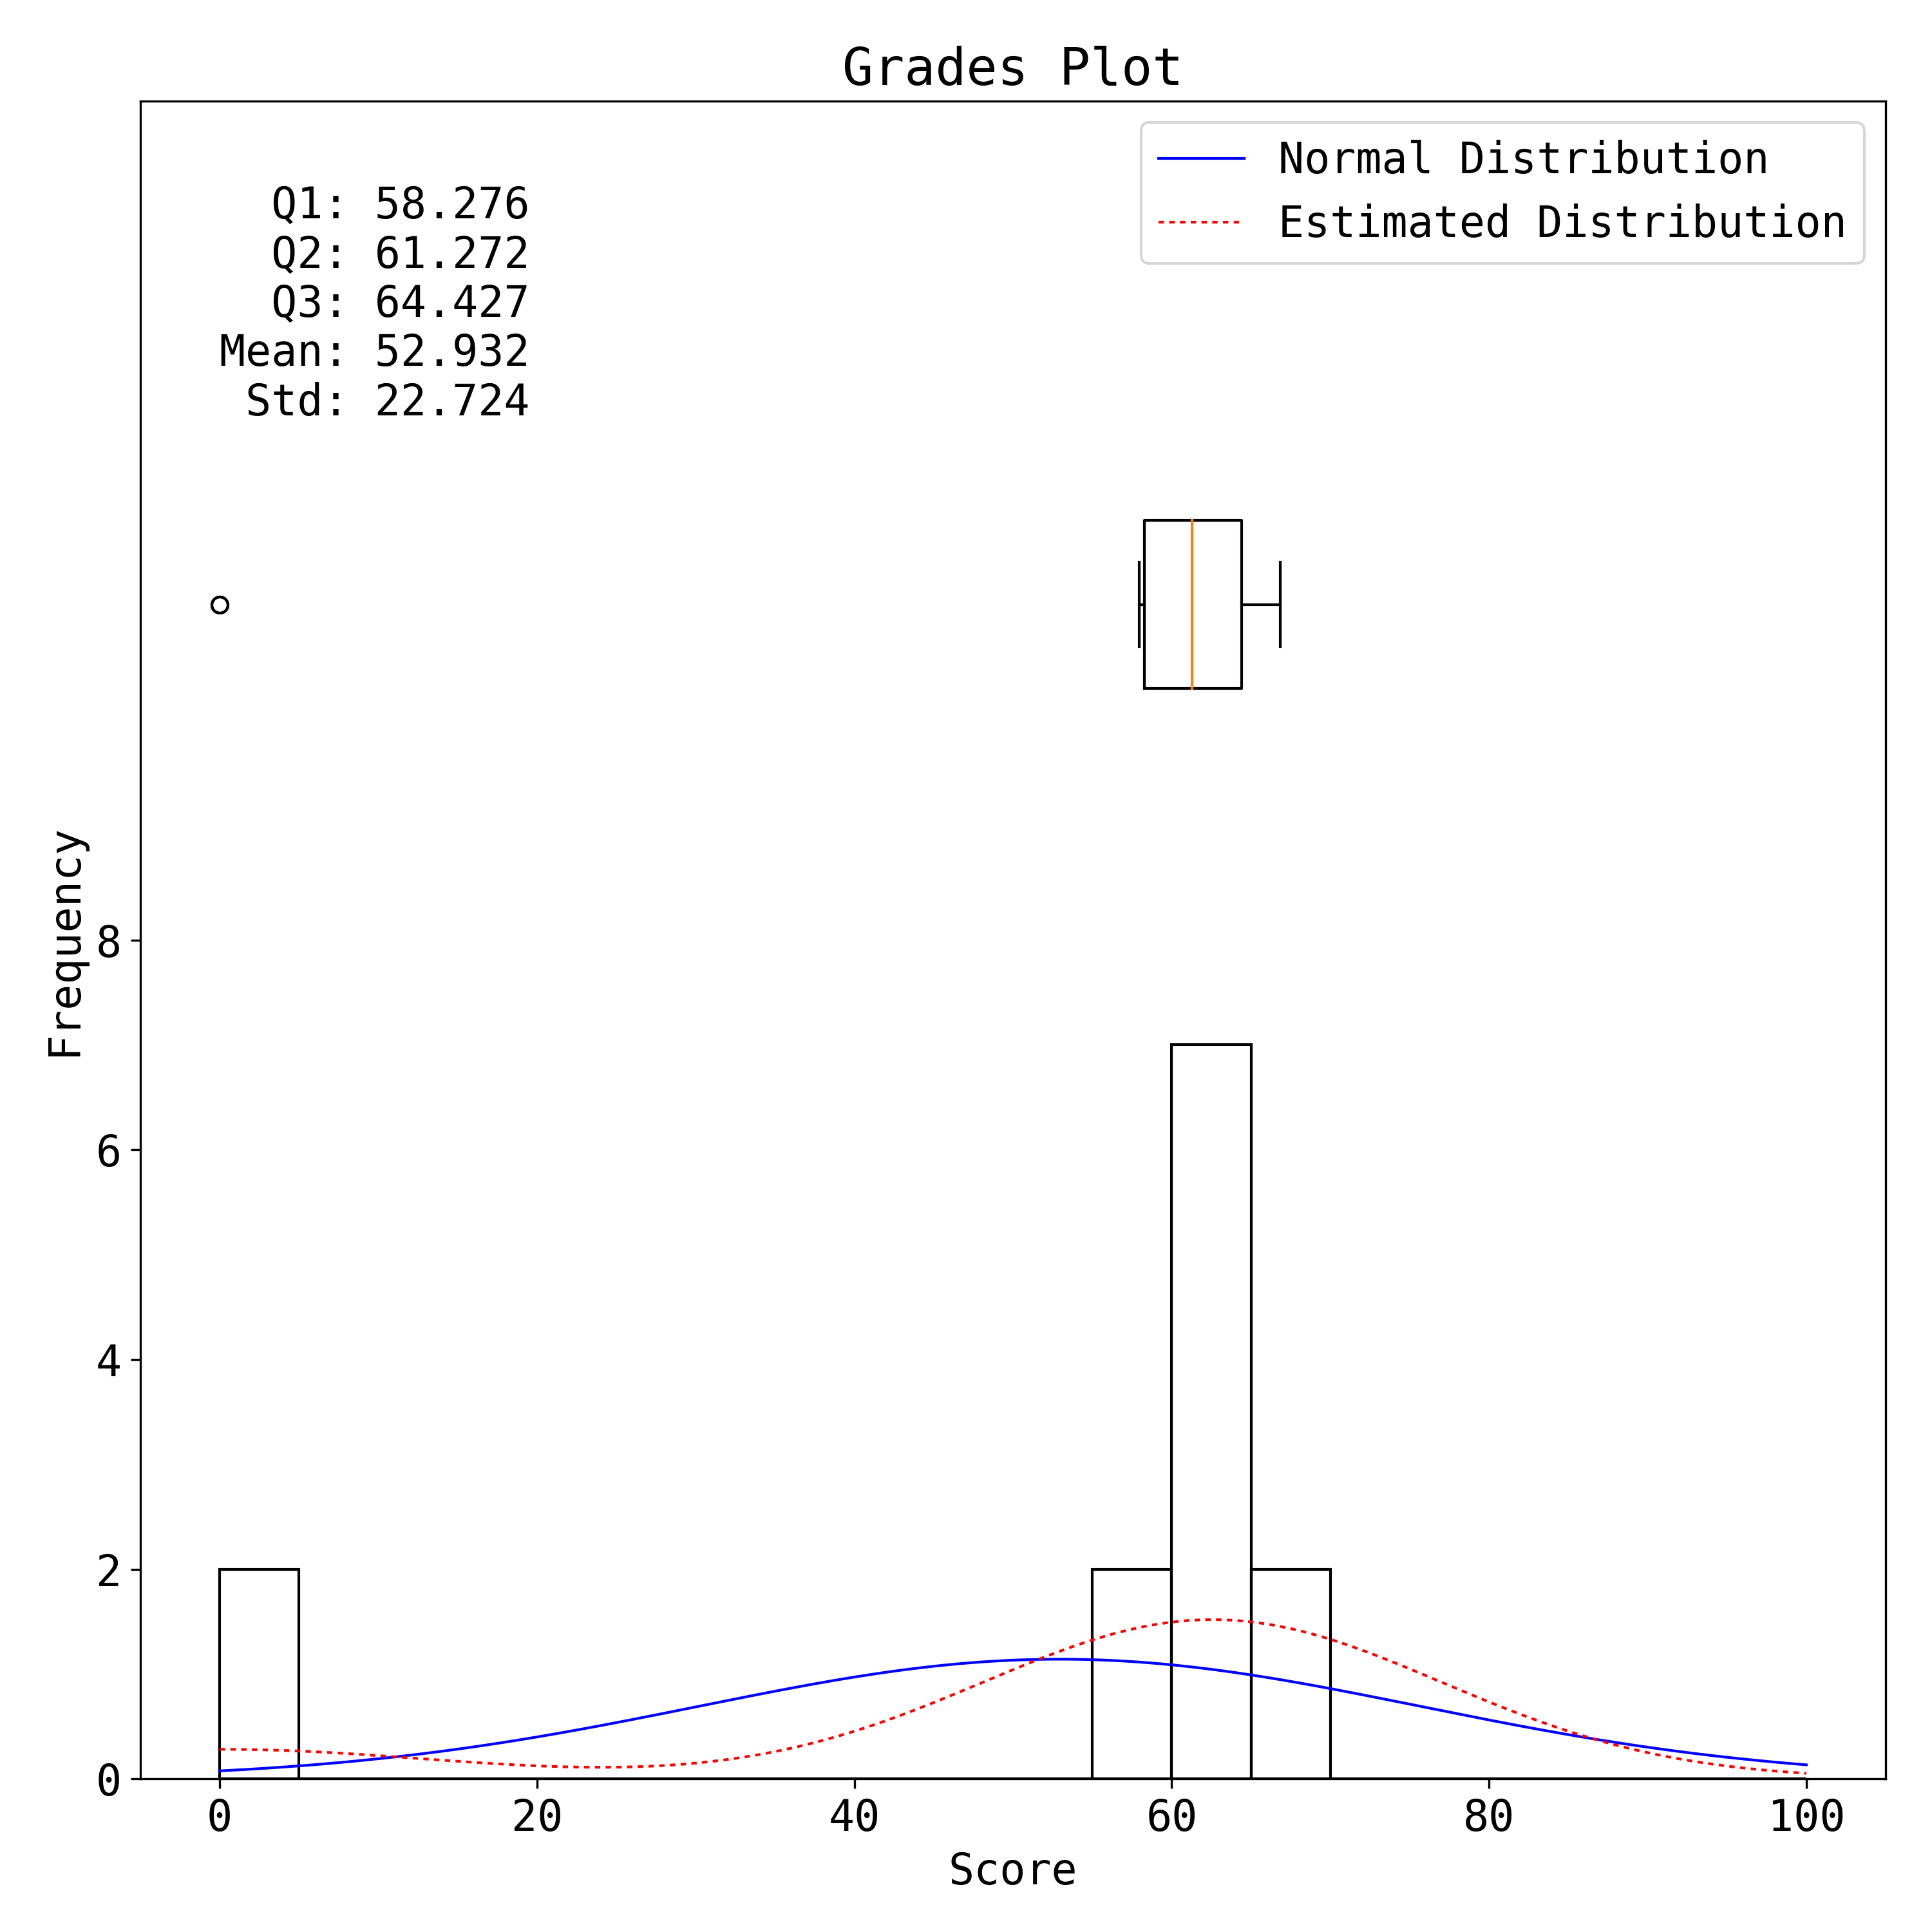 Grades Plot
Normal Distribution
Estimated Distribution
Q1: 58.276
Q2: 61.272
Q3: 64.427
Mean: 52.932
Std: 22.724
Frequency
8
6
4
2
0
0 20 40 60 80 100
Score